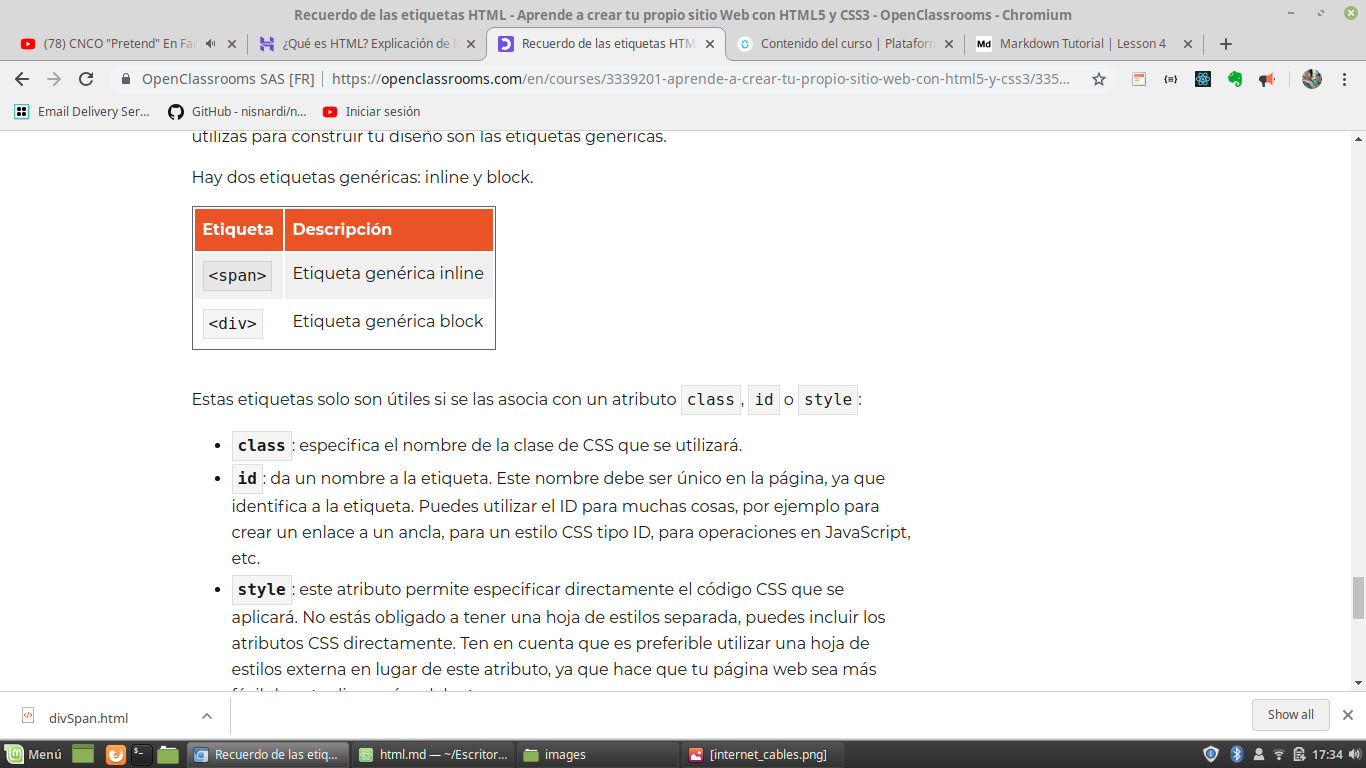 Recuerdo de las etiquetas HTML - Aprende a crear tu propio sitio Web con HTML5 y CSS3 - OpenClassrooms - Chromium
(78) CNCO "Pretend" En Fa
¿Qué es HTML? Explicación de l
Recuerdo de las etiquetas HTM
Contenido del curso | Platafor
Md Markdown Tutorial | Lesson 4
OpenClassrooms SAS [FR] | https://openclassrooms.com/en/courses/3339201-aprende-a-crear-tu-propio-sitio-web-con-html5-y-css3/335...
Email Delivery Ser...
GitHub - nisnardi/n...
Iniciar sesión
utilizas para construir tu diseño son las etiquetas genéricas.
Hay dos etiquetas genéricas: inline y block.
Etiqueta Descripción
<span> Etiqueta genérica inline
<div> Etiqueta genérica block
Estas etiquetas solo son útiles si se las asocia con un atributo class, id o style:
class: especifica el nombre de la clase de CSS que se utilizará.
id: da un nombre a la etiqueta. Este nombre debe ser único en la página, ya que
identifica a la etiqueta. Puedes utilizar el ID para muchas cosas, por ejemplo para
crear un enlace a un ancla, para un estilo CSS tipo ID, para operaciones en JavaScript,
etc.
style: este atributo permite especificar directamente el código CSS que se
aplicará. No estás obligado a tener una hoja de estilos separada, puedes incluir los
atributos CSS directamente. Ten en cuenta que es preferible utilizar una hoja de
estilos externa en lugar de este atributo, ya que hace que tu página web sea más
divSpan.html
Show all
Menú
Recuerdo de las etiq...
html.md — ~/Escritor...
images
[internet_cables.png]
17:34